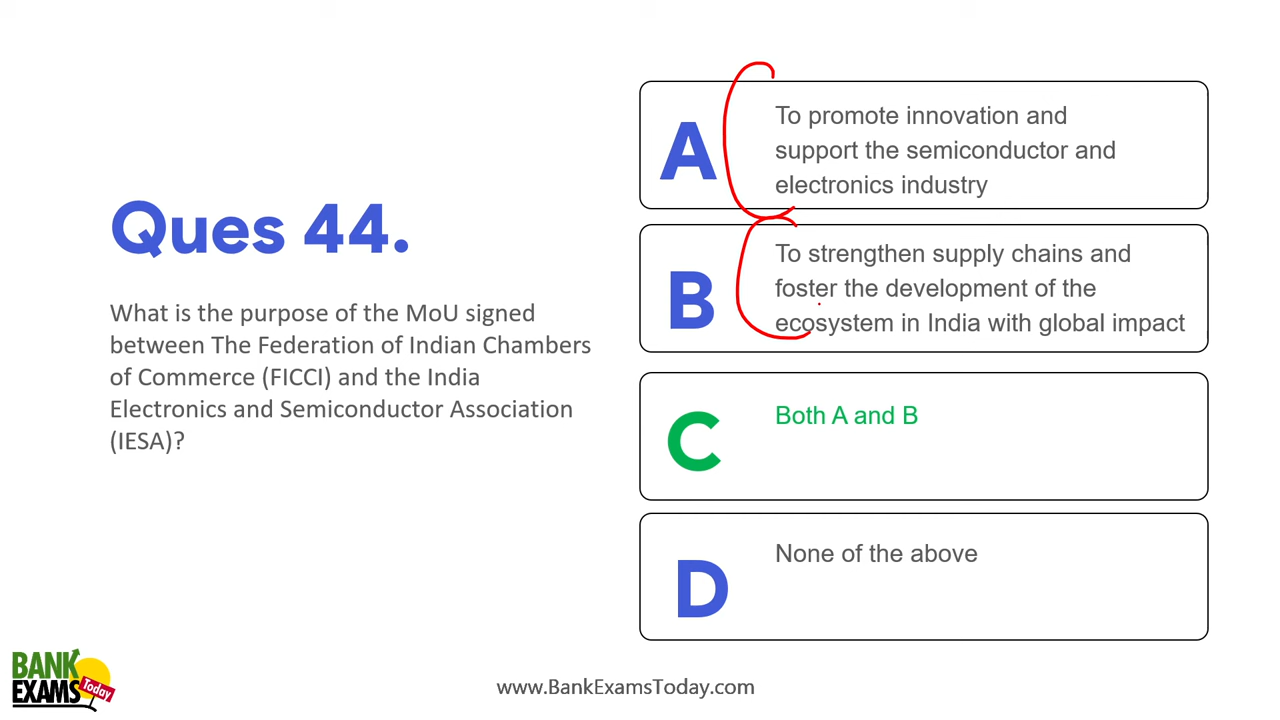 Ques 44.
What is the purpose of the MoU signed
between The Federation of Indian Chambers
of Commerce (FICCI) and the India
Electronics and Semiconductor Association
(IESA)?
A
To promote innovation and
support the semiconductor and
electronics industry
B
To strengthen supply chains and
foster the development of the
ecosystem in India with global impact
C
Both A and B
D
None of the above
BANK
EXAMS
Today
www.BankExamsToday.com